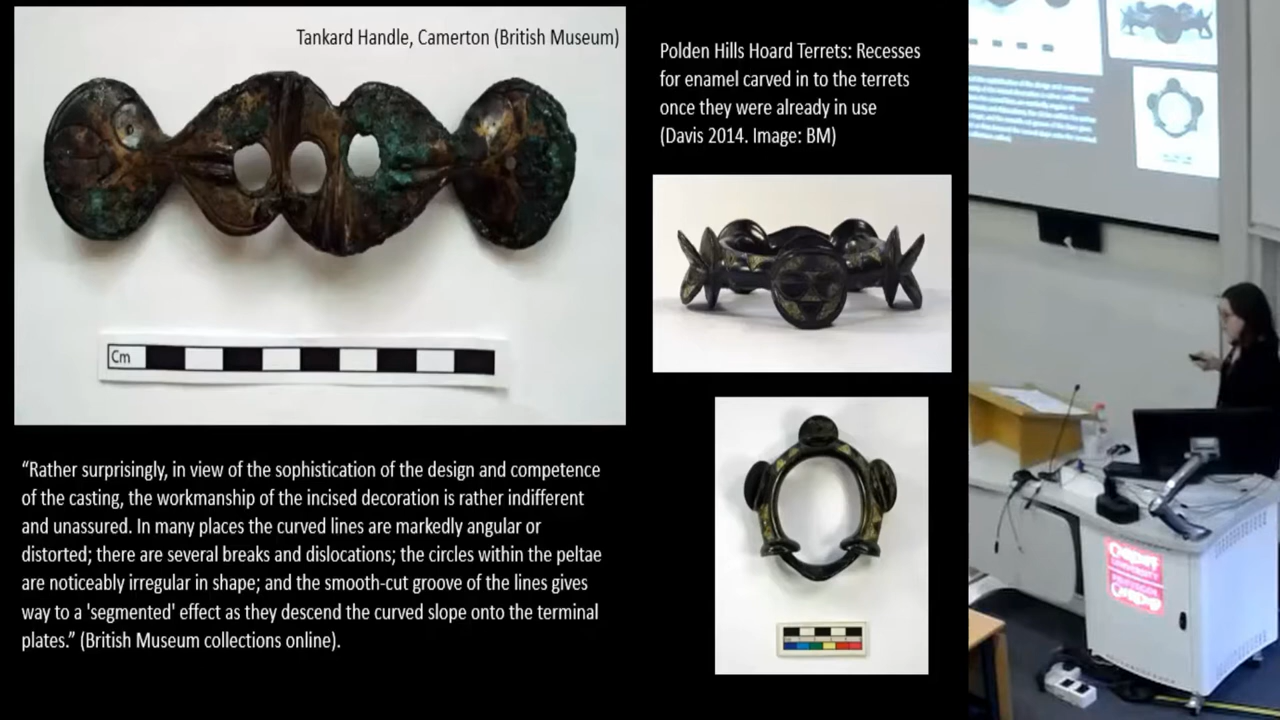 Tankard Handle, Camerton (British Museum)
Cm
"Rather surprisingly, in view of the sophistication of the design and competence
of the casting, the workmanship of the incised decoration is rather indifferent
and unassured. In many places the curved lines are markedly angular or
distorted; there are several breaks and dislocations; the circles within the peltae
are noticeably irregular in shape; and the smooth-cut groove of the lines gives
way to a 'segmented' effect as they descend the curved slope onto the terminal
plates." (British Museum collections online).
Polden Hills Hoard Terrets: Recesses
for enamel carved in to the terrets
once they were already in use
(Davis 2014. Image: BM)
CARDIFF
UNIVERSITY
PRIFYSGOL
CAERDYDD